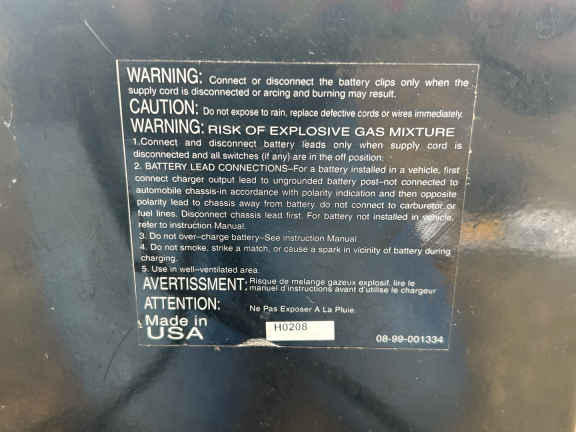 WARNING: Connect or disconnect the battery clips only when the
supply cord is disconnected or arcing and burning may result.
CAUTION: Do not expose to rain, replace defective cords or wires immediately.
WARNING: RISK OF EXPLOSIVE GAS MIXTURE
1.Connect and disconnect battery leads only when supply cord is
disconnected and all switches (if any) are in the off position.
2. BATTERY LEAD CONNECTIONS-For a battery installed in a vehicle, first
connect charger output lead to ungrounded battery post-not connected to
automobile chassis-in accordance with polarity indication and then opposite
polarity lead to chassis away from battery, do not connect to carburetor or
fuel lines. Disconnect chassis lead first. For battery not installed in vehicle,
refer to instruction Manual.
3. Do not over-charge battery-See instruction Manual
4. Do not smoke, strike a match, or cause a spark in vicinity of battery during
charging.
5. Use in well-ventilated area.
AVERTISSMENT: Risque de melange gazeux explosif, lire le
manuel d'instructions avant d'utilise le chargeur
ATTENTION: Ne Pas Exposer A La Pluie.
Made in
USA
H0208
08-99-001334